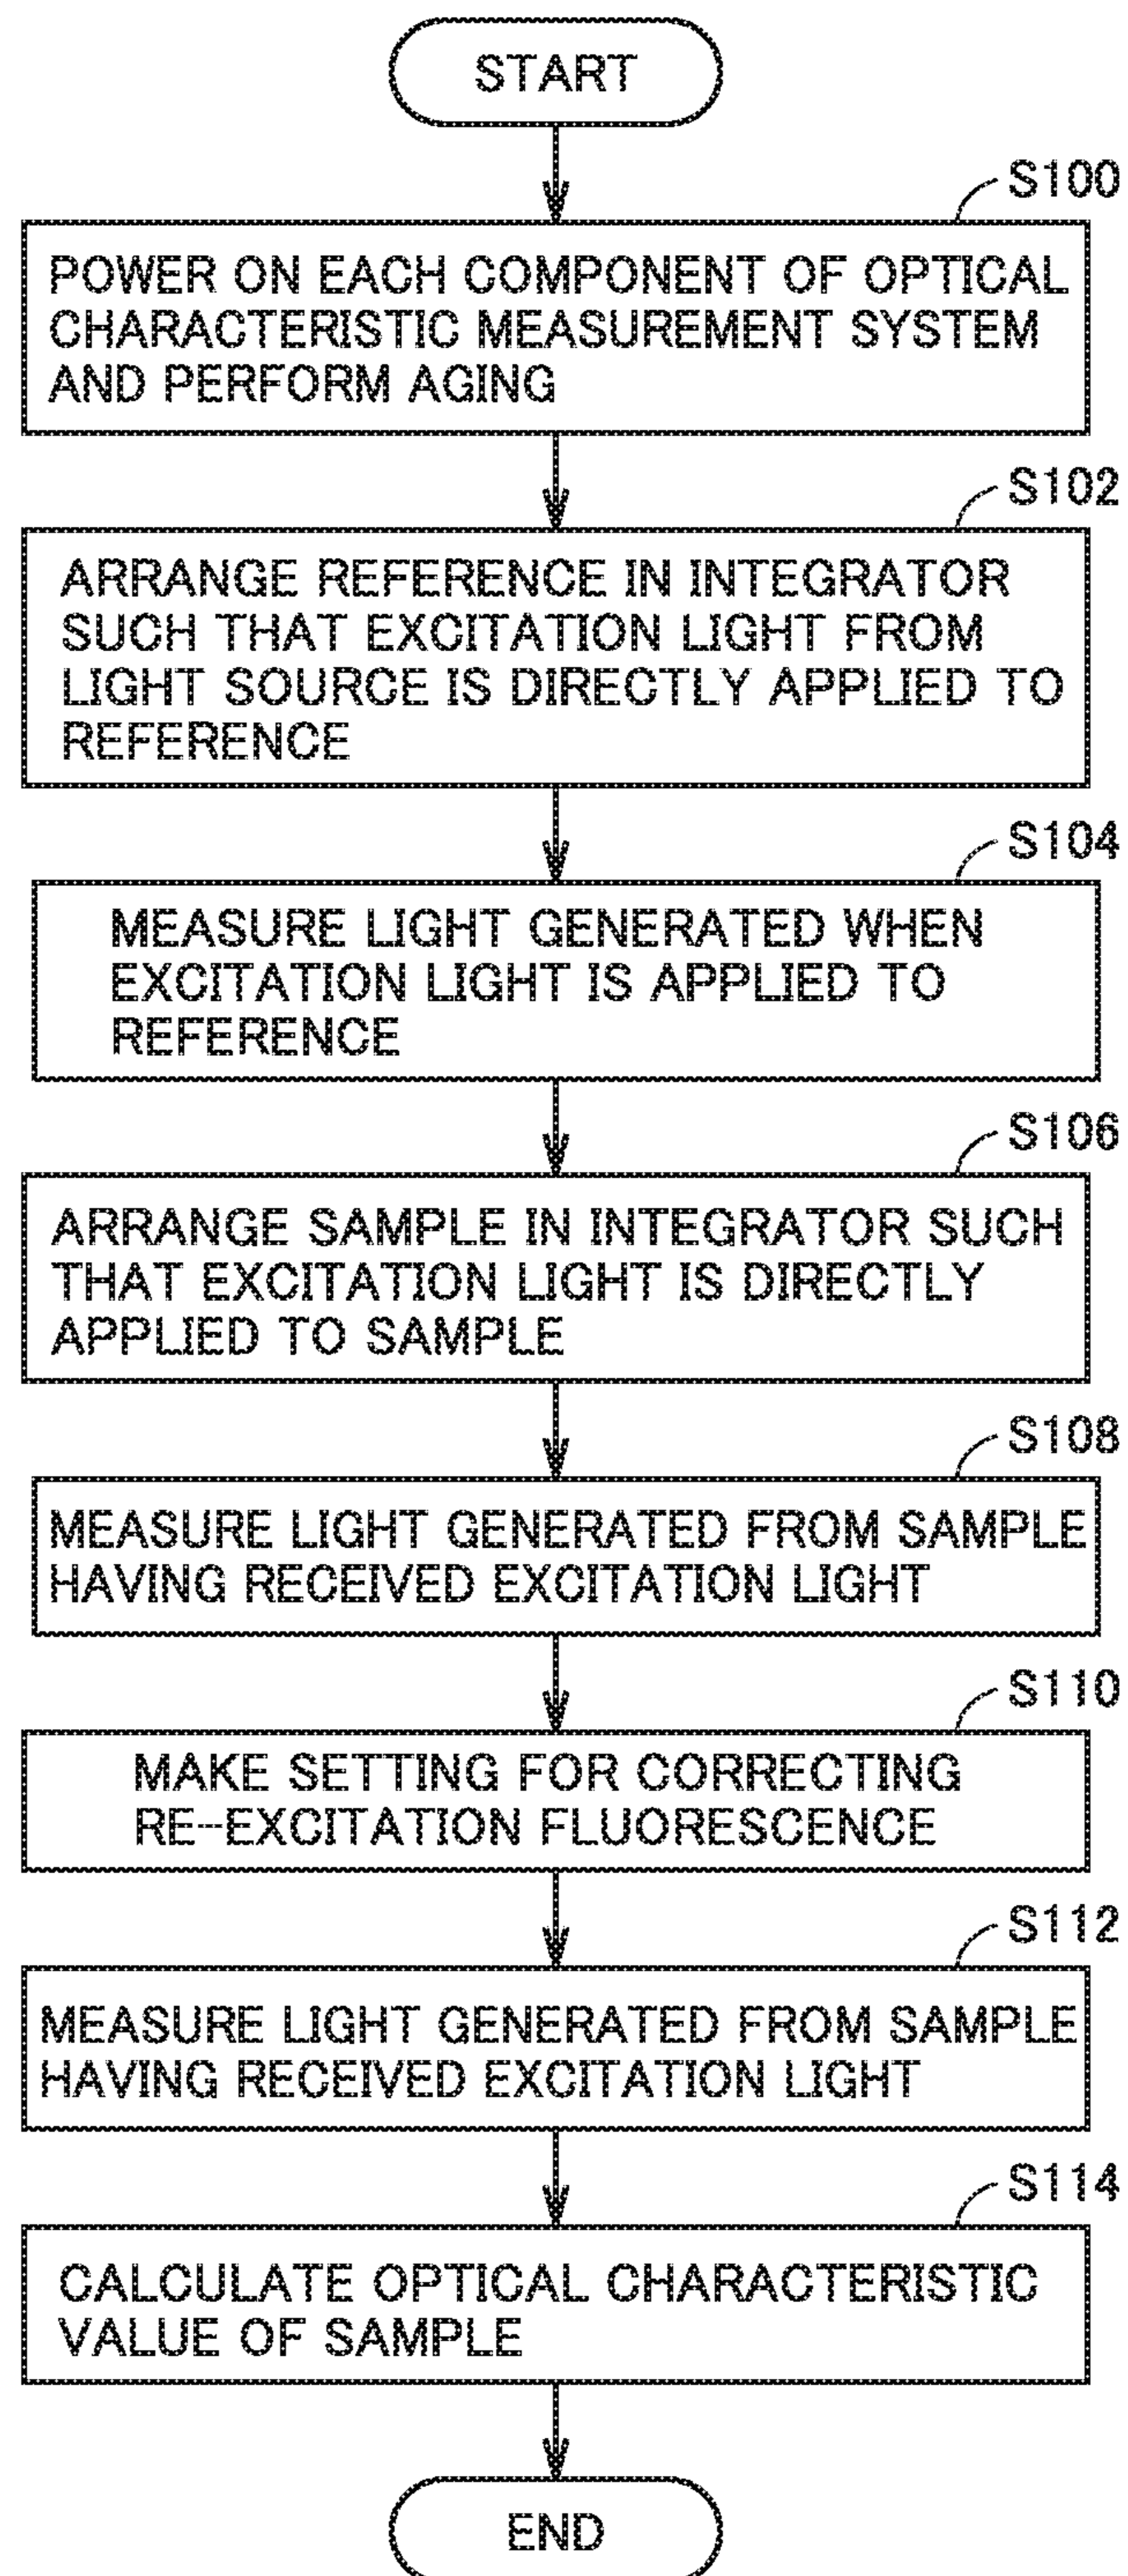 START
S100
POWER ON EACH COMPONENT OF OPTICAL
CHARACTERISTIC MEASUREMENT SYSTEM
AND PERFORM AGING
S102
ARRANGE REFERENCE IN INTEGRATOR
SUCH THAT EXCITATION LIGHT FROM
LIGHT SOURCE IS DIRECTLY APPLIED TO
REFERENCE
S104
MEASURE LIGHT GENERATED WHEN
EXCITATION LIGHT IS APPLIED TO
REFERENCE
S106
ARRANGE SAMPLE IN INTEGRATOR SUCH
THAT EXCITATION LIGHT IS DIRECTLY
APPLIED TO SAMPLE
S108
MEASURE LIGHT GENERATED FROM SAMPLE
HAVING RECEIVED EXCITATION LIGHT
S110
MAKE SETTING FOR CORRECTING
RE--EXCITATION FLUORESCENCE
S112
MEASURE LIGHT GENERATED FROM SAMPLE
HAVING RECEIVED EXCITATION LIGHT
S114
CALCULATE OPTICAL CHARACTERISTIC
VALUE OF SAMPLE
END